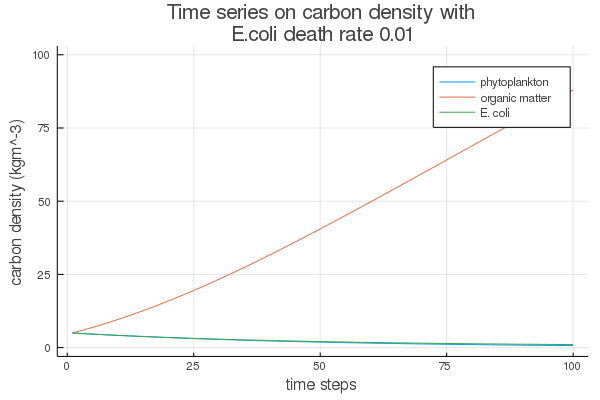 Time series on carbon density with
E.coli death rate 0.01
carbon density (kgm^-3)
100
75
50
25
0
phytoplankton
organic matter
E. coli
0
25
50
75
100
time steps